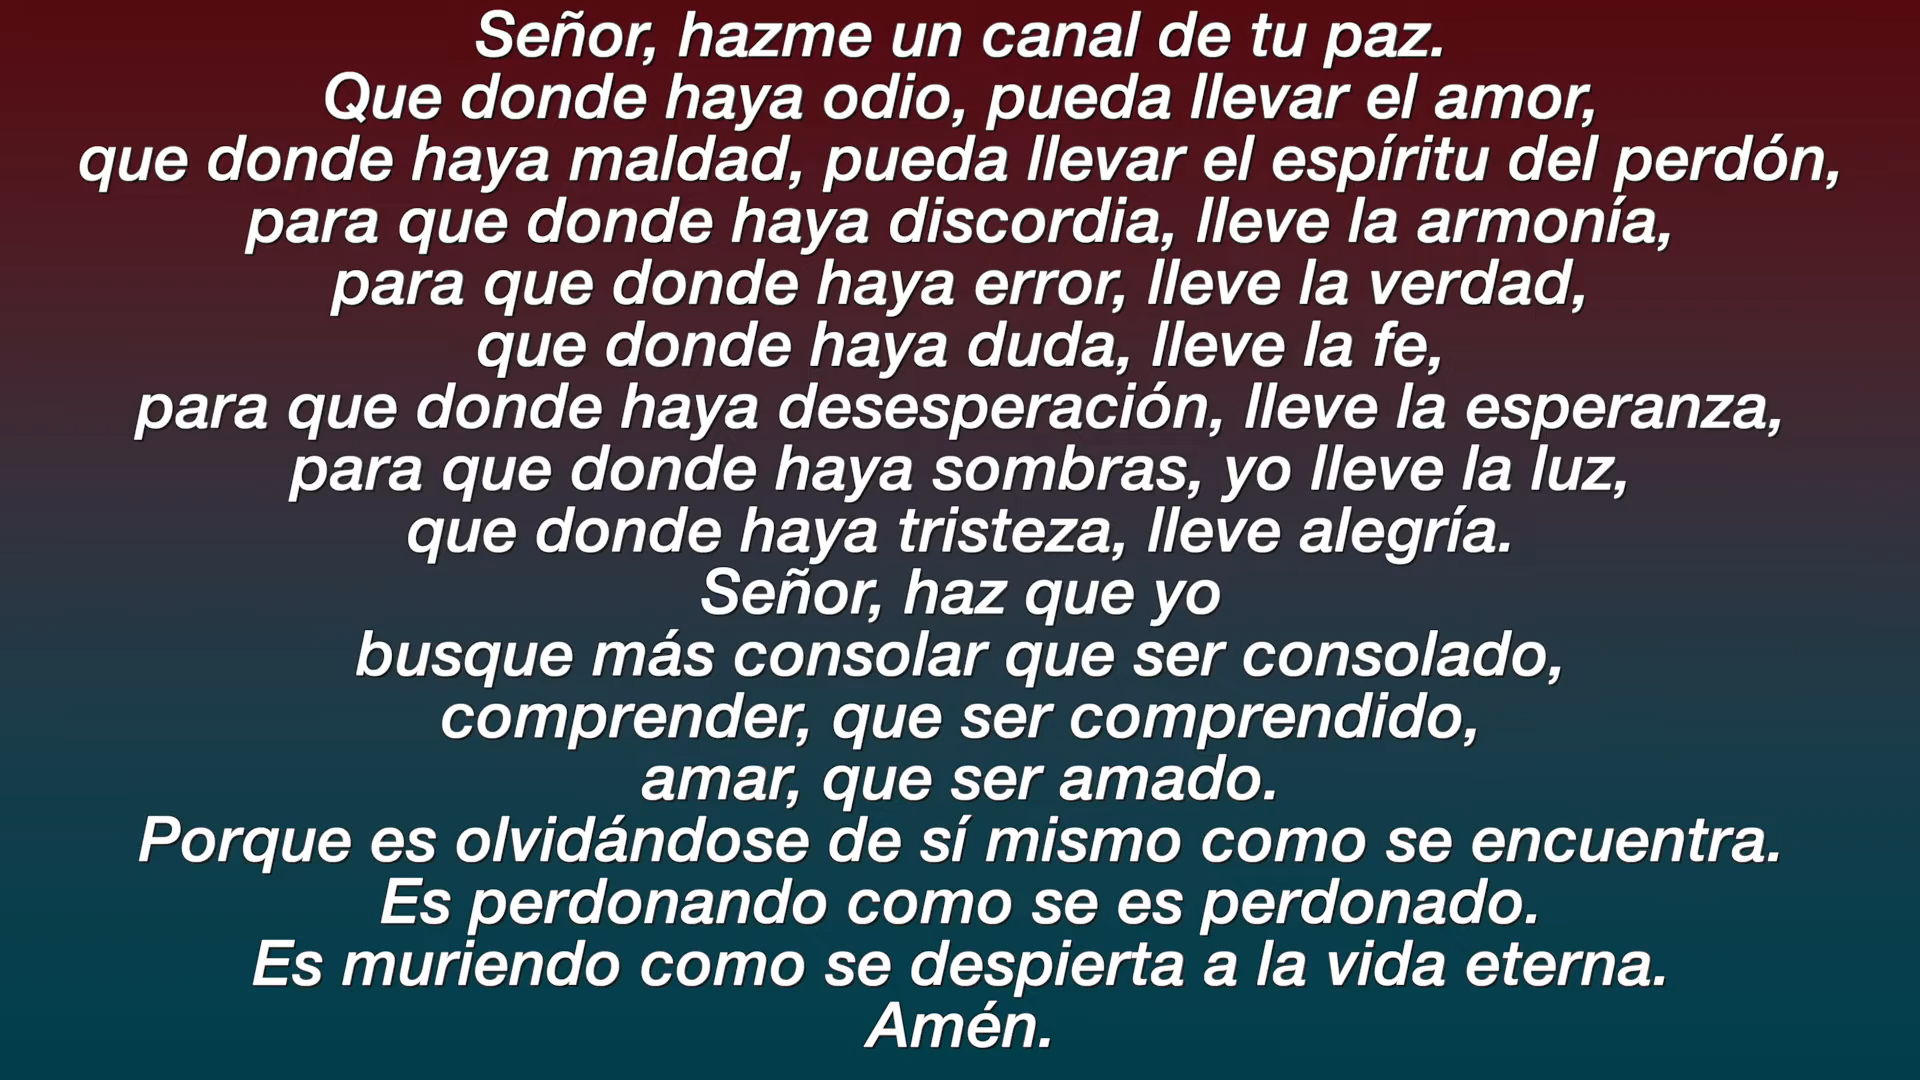 Señor, hazme un canal de tu paz.
Que donde haya odio, pueda llevar el amor,
que donde haya maldad, pueda llevar el espíritu del perdón,
para que donde haya discordia, lleve la armonía,
para que donde haya error, lleve la verdad,
que donde haya duda, lleve la fe,
para que donde haya desesperación, lleve la esperanza,
para que donde haya sombras, yo lleve la luz,
que donde haya tristeza, lleve alegría.
Señor, haz que yo
busque más consolar que ser consolado,
comprender, que ser comprendido,
amar, que ser amado.
Porque es olvidándose de sí mismo como se encuentra.
Es perdonando como se es perdonado.
Es muriendo como se despierta a la vida eterna.
Amén.